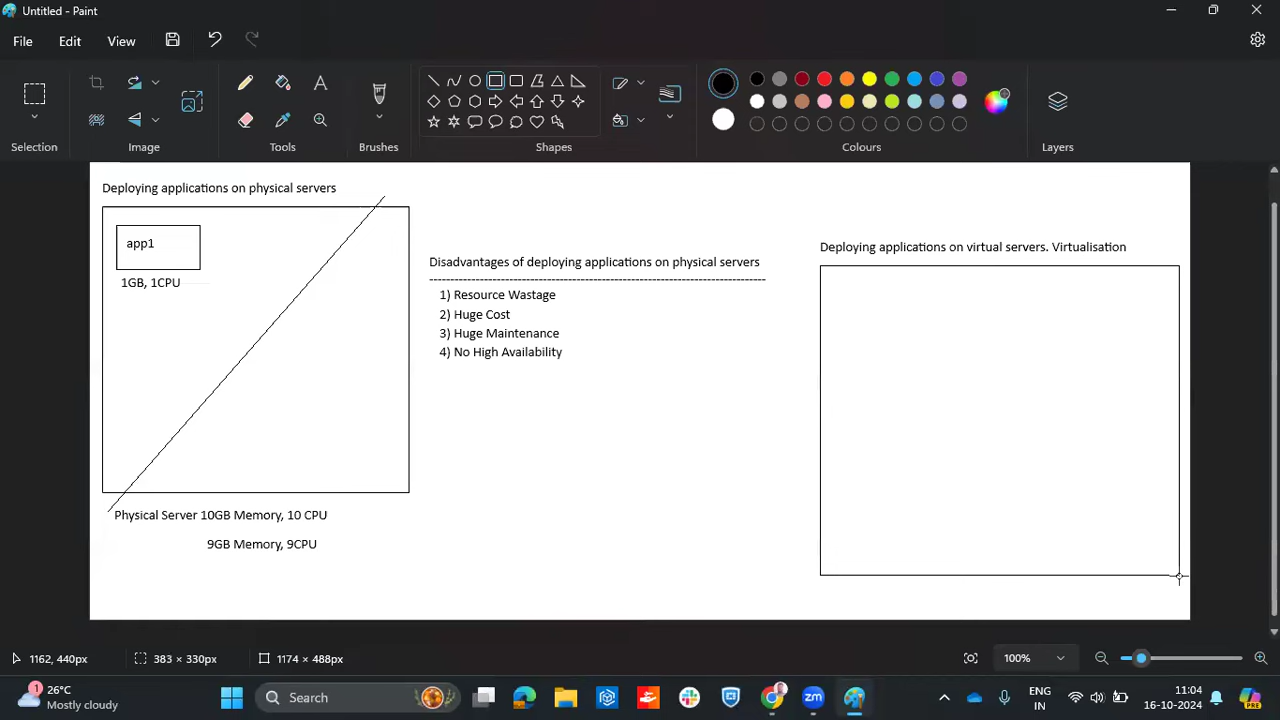 Untitled - Paint
File
Edit
View
Selection
Image
Tools
Brushes
Shapes
Colours
Layers
Deploying applications on physical servers
app1
1GB, 1CPU
Physical Server 10GB Memory, 10 CPU
9GB Memory, 9CPU
Disadvantages of deploying applications on physical servers
--------------------------------------------------------------------------------
1) Resource Wastage
2) Huge Cost
3) Huge Maintenance
4) No High Availability
Deploying applications on virtual servers. Virtualisation
1162, 440px
383 × 330px
1174 × 488px
100%
1
26°C
Mostly cloudy
Search
zm
PRE
ENG
IN
11:04
16-10-2024